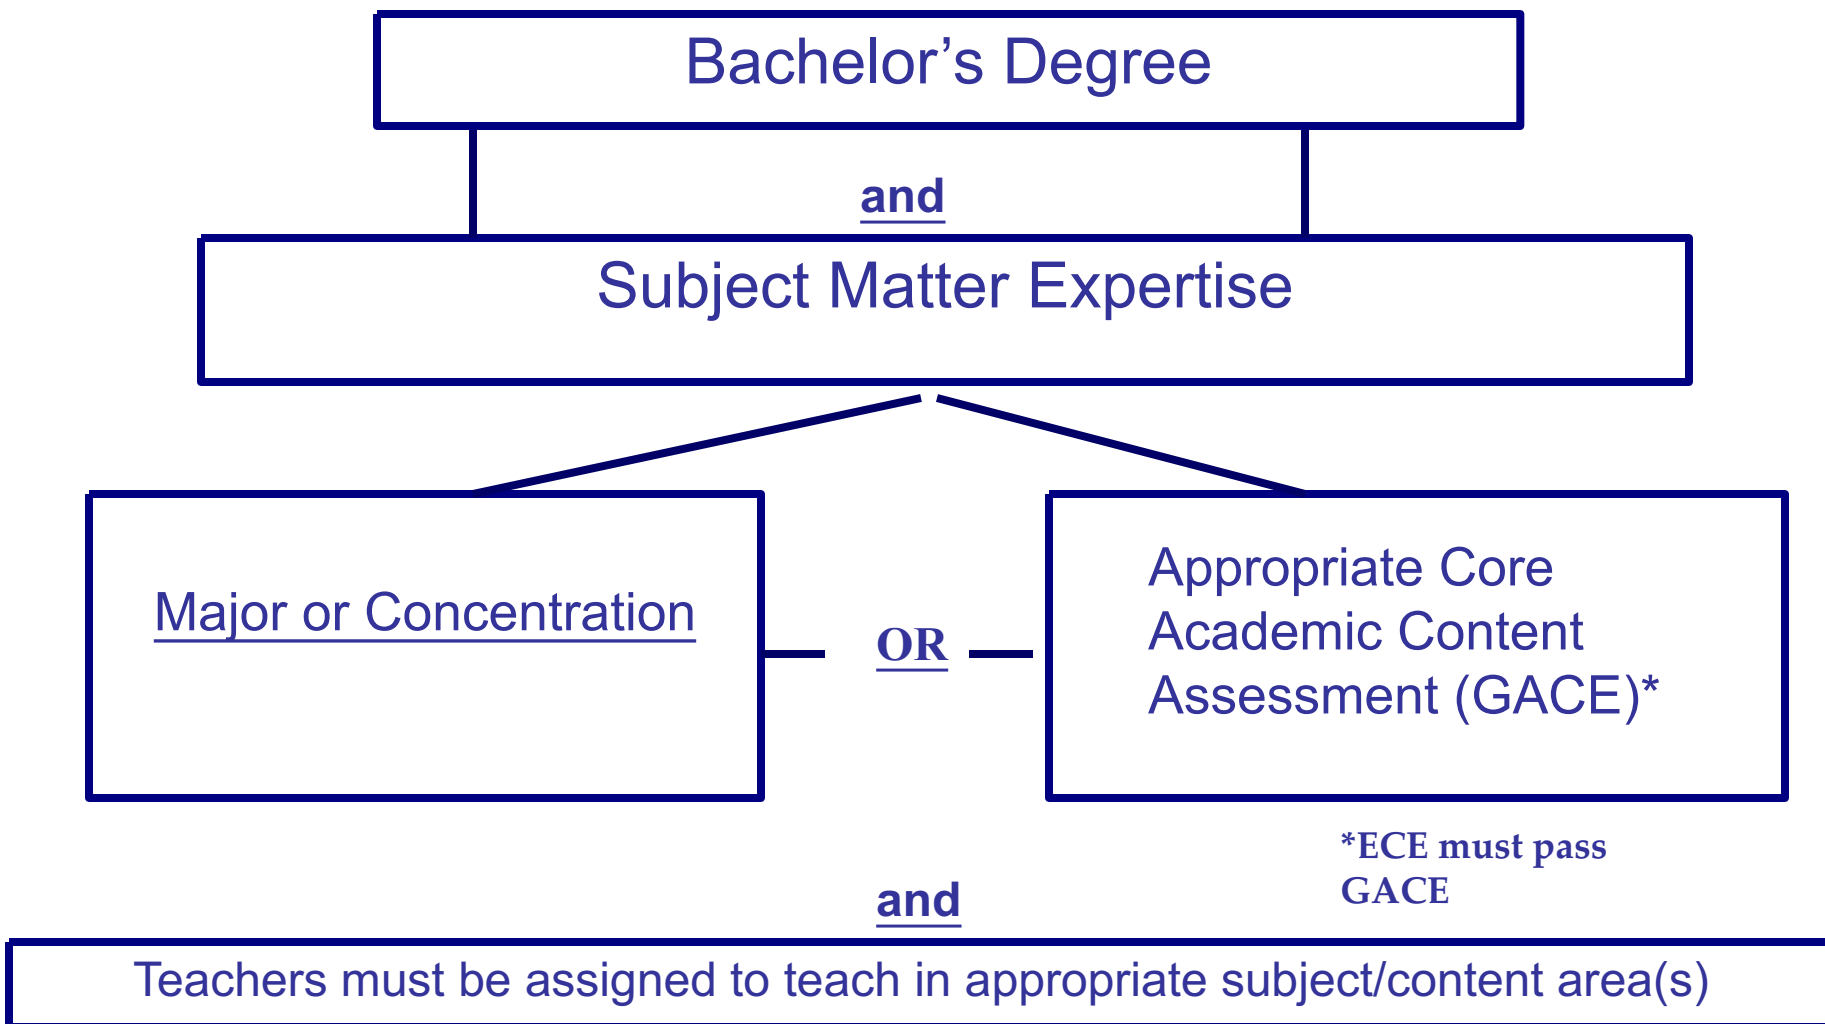 Bachelor’s Degree
and
Subject Matter Expertise
Major or Concentration
OR
Appropriate Core
Academic Content
Assessment (GACE)*
*ECE must pass
GACE
and
Teachers must be assigned to teach in appropriate subject/content area(s)